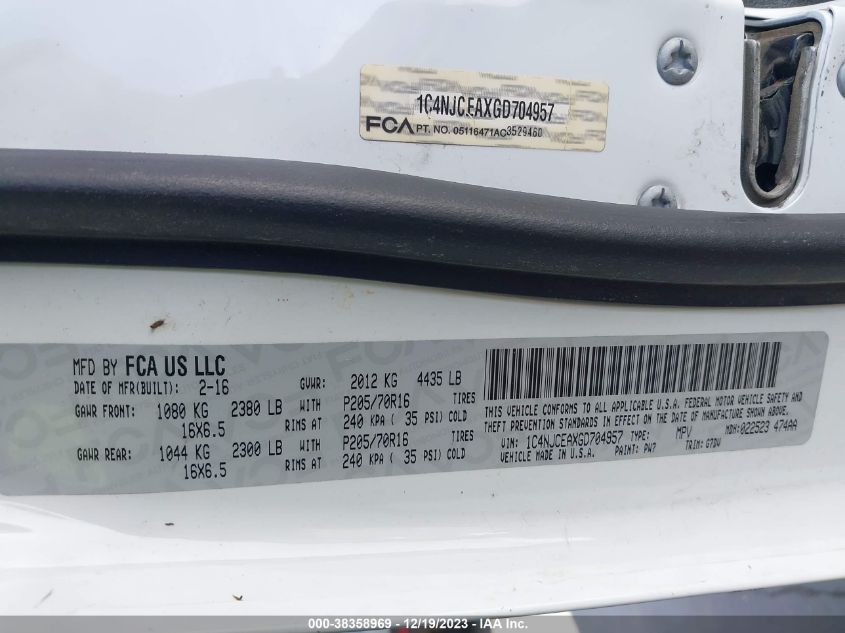 1C4NJCEAXGD704957
FCA PT. NO. 05116471AC 3529460
MFD BY FCA US LLC
DATE OF MFR(BUILT): 2-16 GVWR: 2012 KG 4435 LB
GAWR FRONT: 1080 KG 2380 LB WITH P205/70R16 TIRES
16X6.5 RIMS AT 240 KPA ( 35 PSI) COLD
GAWR REAR: 1044 KG 2300 LB WITH P205/70R16 TIRES
16X6.5 RIMS AT 240 KPA ( 35 PSI) COLD
THIS VEHICLE CONFORMS TO ALL APPLICABLE U.S.A. FEDERAL MOTOR VEHICLE SAFETY AND
THEFT PREVENTION STANDARDS IN EFFECT ON THE DATE OF MANUFACTURE SHOWN ABOVE.
VIN: 1C4NJCEAXGD704957 TYPE: MPV MDH: 022523 474AA
VEHICLE MADE IN U.S.A. PAINT: PW7 TRIM: G7DV
000-38358969 - 12/19/2023 - IAA Inc.